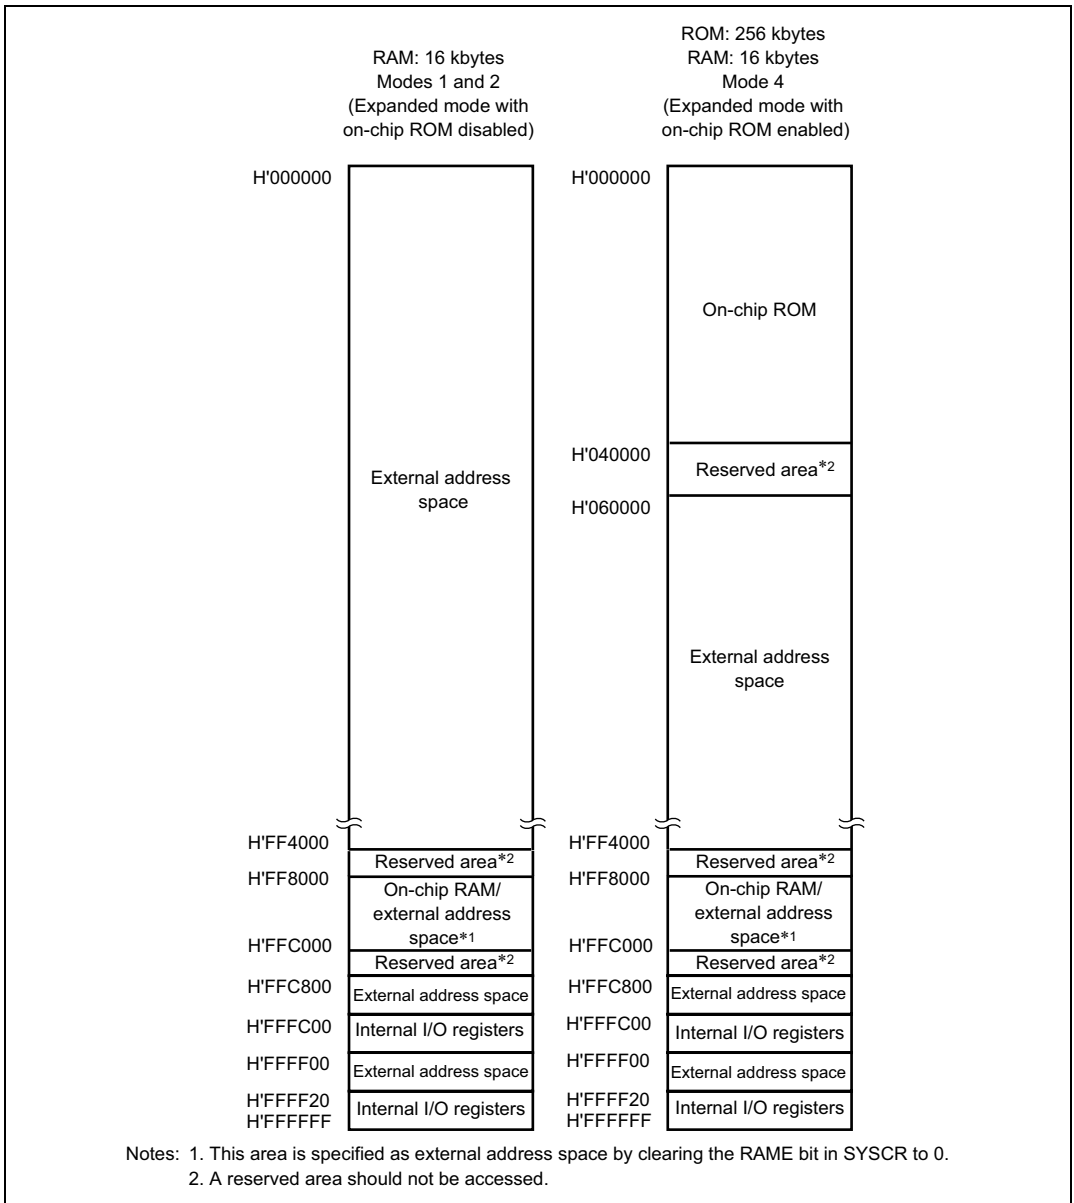 RAM: 16 kbytes
Modes 1 and 2
(Expanded mode with
on-chip ROM disabled)
ROM: 256 kbytes
RAM: 16 kbytes
Mode 4
(Expanded mode with
on-chip ROM enabled)
H'000000
External address
space
H'FF4000
Reserved area*2
H'FF8000
On-chip RAM/
external address
space*1
H'FFC000
Reserved area*2
H'FFC800
External address space
H'FFFC00
Internal I/O registers
H'FFFF00
External address space
H'FFFF20
Internal I/O registers
H'FFFFFF
H'000000
On-chip ROM
H'040000
Reserved area*2
H'060000
External address
space
H'FF4000
Reserved area*2
H'FF8000
On-chip RAM/
external address
space*1
H'FFC000
Reserved area*2
H'FFC800
External address space
H'FFFC00
Internal I/O registers
H'FFFF00
External address space
H'FFFF20
Internal I/O registers
H'FFFFFF
Notes: 1. This area is specified as external address space by clearing the RAME bit in SYSCR to 0.
2. A reserved area should not be accessed.